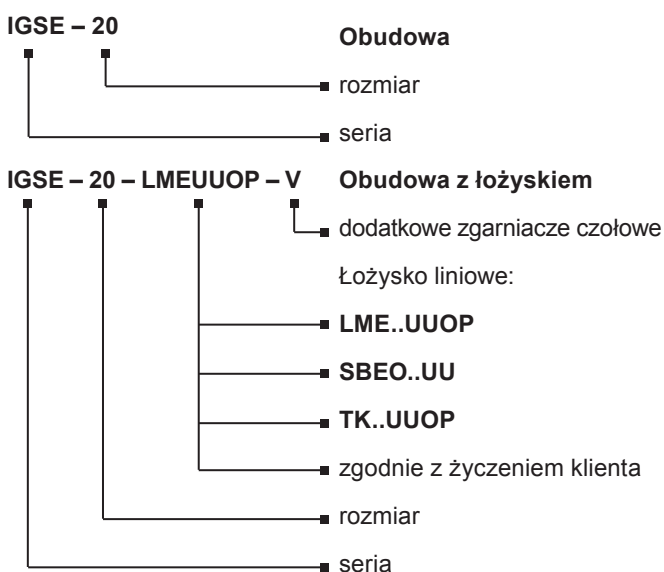 IGSE – 20
Obudowa
rozmiar
seria
IGSE – 20 – LMEUUOP – V Obudowa z łożyskiem
dodatkowe zgarniacze czołowe
Łożysko liniowe:
LME..UUOP
SBEO..UU
TK..UUOP
zgodnie z życzeniem klienta
rozmiar
seria